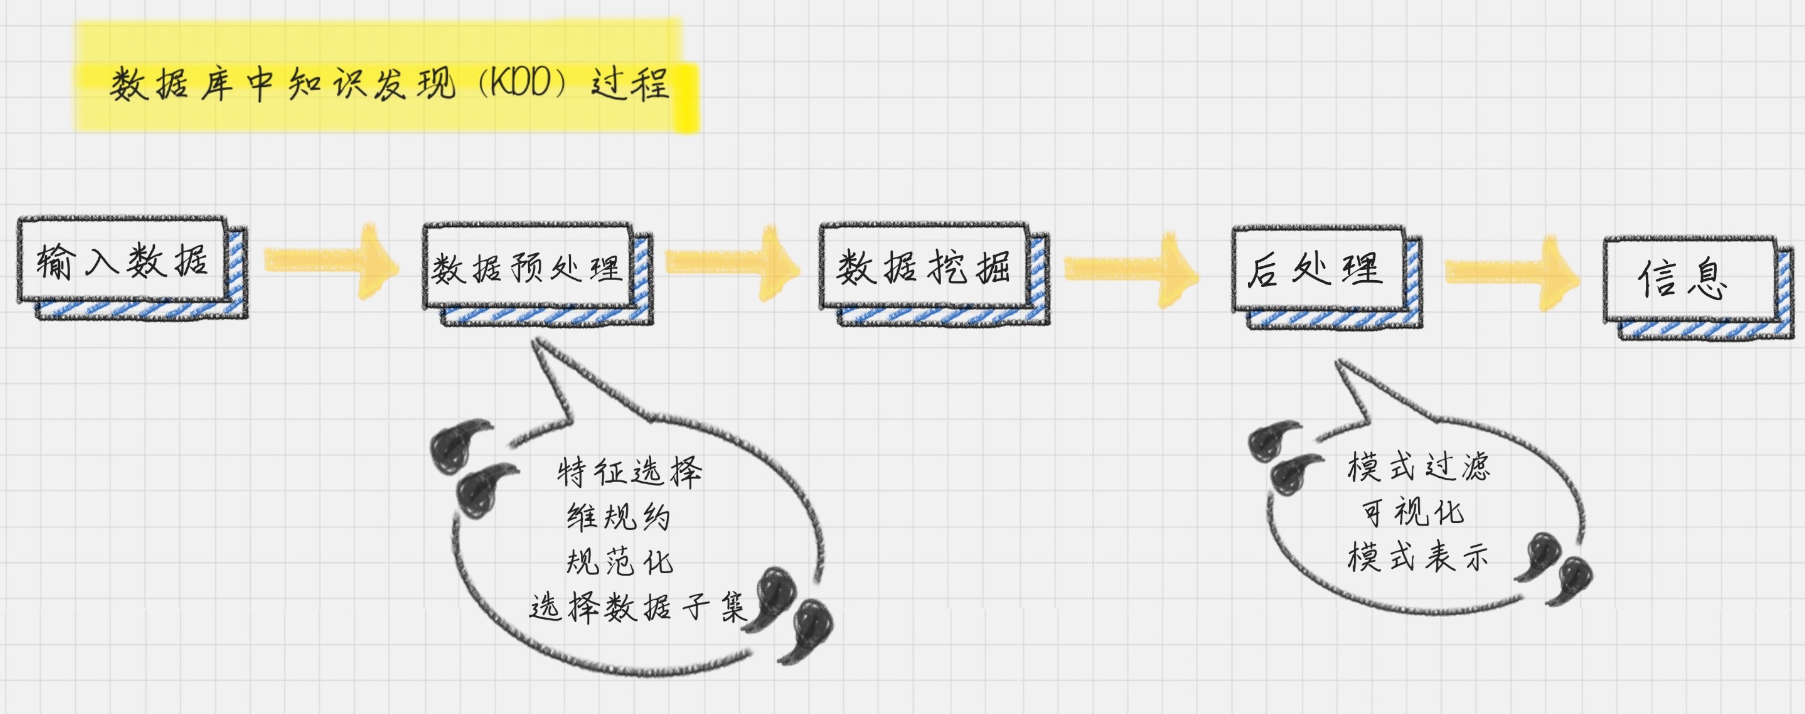 数据库中知识发现(KDD)过程
输入数据
数据预处理
数据挖掘
后处理
信息
特征选择
维规约
规范化
选择数据子集
模式过滤
可视化
模式表示